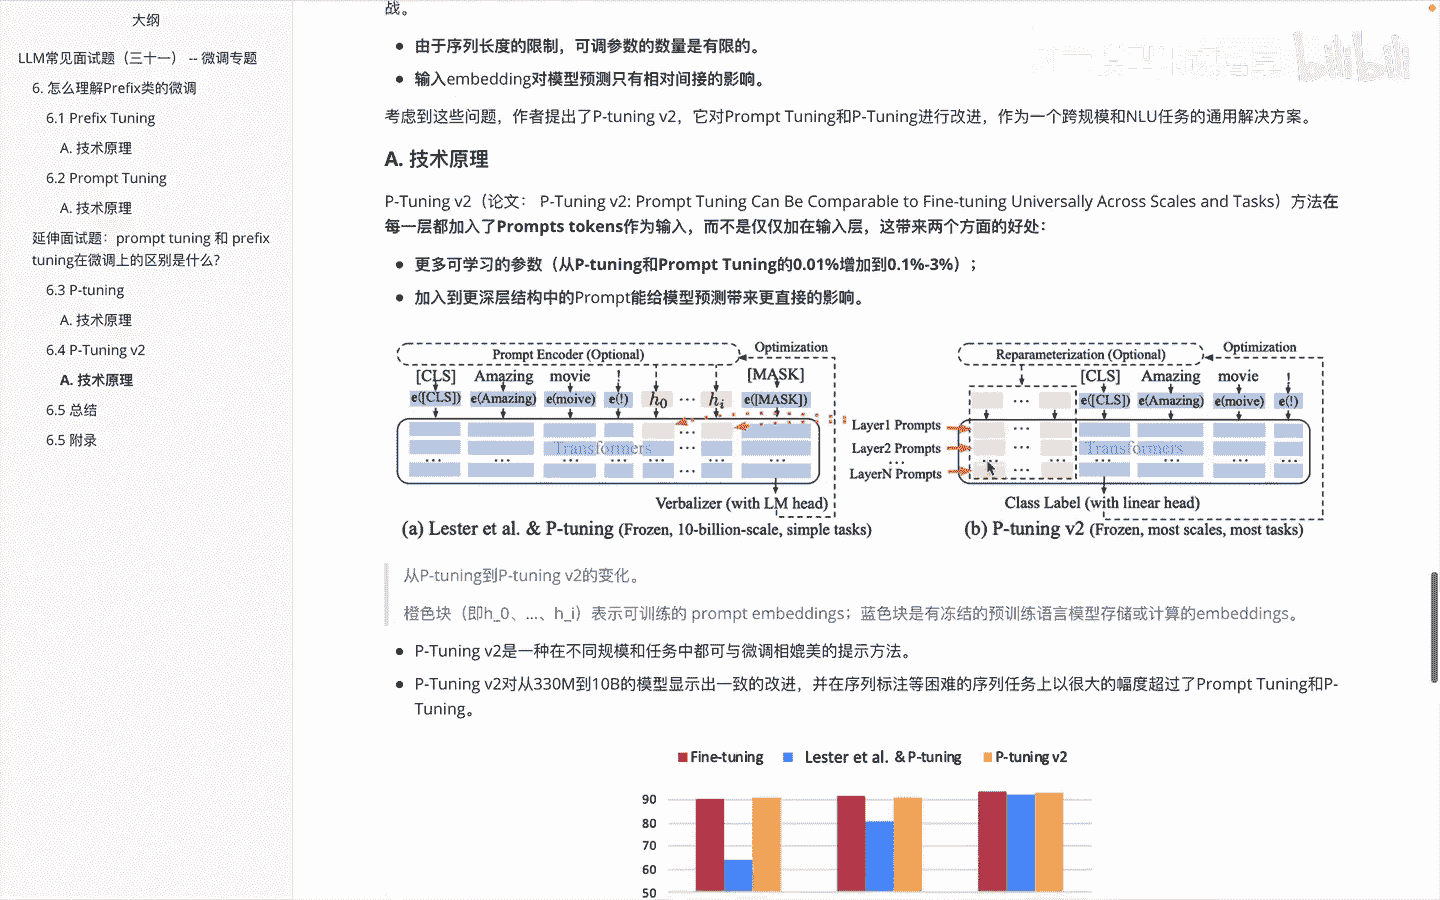 大纲
LLM常见面试题（三十一） -- 微调专题
6. 怎么理解Prefix类的微调
6.1 Prefix Tuning
A. 技术原理
6.2 Prompt Tuning
A. 技术原理
延伸面试题：prompt tuning 和 prefix
tuning在微调上的区别是什么?
6.3 P-tuning
A. 技术原理
6.4 P-Tuning v2
A. 技术原理
6.5 总结
6.5 附录
战。
由于序列长度的限制，可调参数的数量是有限的。
输入embedding对模型预测只有相对间接的影响。
考虑到这些问题，作者提出了P-tuning v2，它对Prompt Tuning和P-Tuning进行改进，作为一个跨规模和NLU任务的通用解决方案。
A. 技术原理
P-Tuning v2（论文： P-Tuning v2: Prompt Tuning Can Be Comparable to Fine-tuning Universally Across Scales and Tasks）方法在
每一层都加入了Prompts tokens作为输入，而不是仅仅加在输入层，这带来两个方面的好处：
更多可学习的参数（从P-tuning和Prompt Tuning的0.01%增加到0.1%-3%）；
加入到更深层结构中的Prompt能给模型预测带来更直接的影响。
Prompt Encoder (Optional) Optimization
[CLS] Amazing movie ! [MASK]
e([CLS]) e(Amazing) e(moive) e(!) h0 ... hi e([MASK])
Transformers
Verbalizer (with LM head)
(a) Lester et al. & P-tuning (Frozen, 10-billion-scale, simple tasks)
Layer1 Prompts
Layer2 Prompts
...
LayerN Prompts
Reparameterization (Optional) Optimization
[CLS] Amazing movie !
... e([CLS]) e(Amazing) e(moive) e(!)
Transformers
Class Label (with linear head)
(b) P-tuning v2 (Frozen, most scales, most tasks)
从P-tuning到P-tuning v2的变化。
橙色块（即h_0、...、h_i）表示可训练的 prompt embeddings；蓝色块是有冻结的预训练语言模型存储或计算的embeddings。
P-Tuning v2是一种在不同规模和任务中都可与微调相媲美的提示方法。
P-Tuning v2对从330M到10B的模型显示出一致的改进，并在序列标注等困难的序列任务上以很大的幅度超过了Prompt Tuning和P-
Tuning。
Fine-tuning Lester et al. & P-tuning P-tuning v2
90
80
70
60
50
bilibili